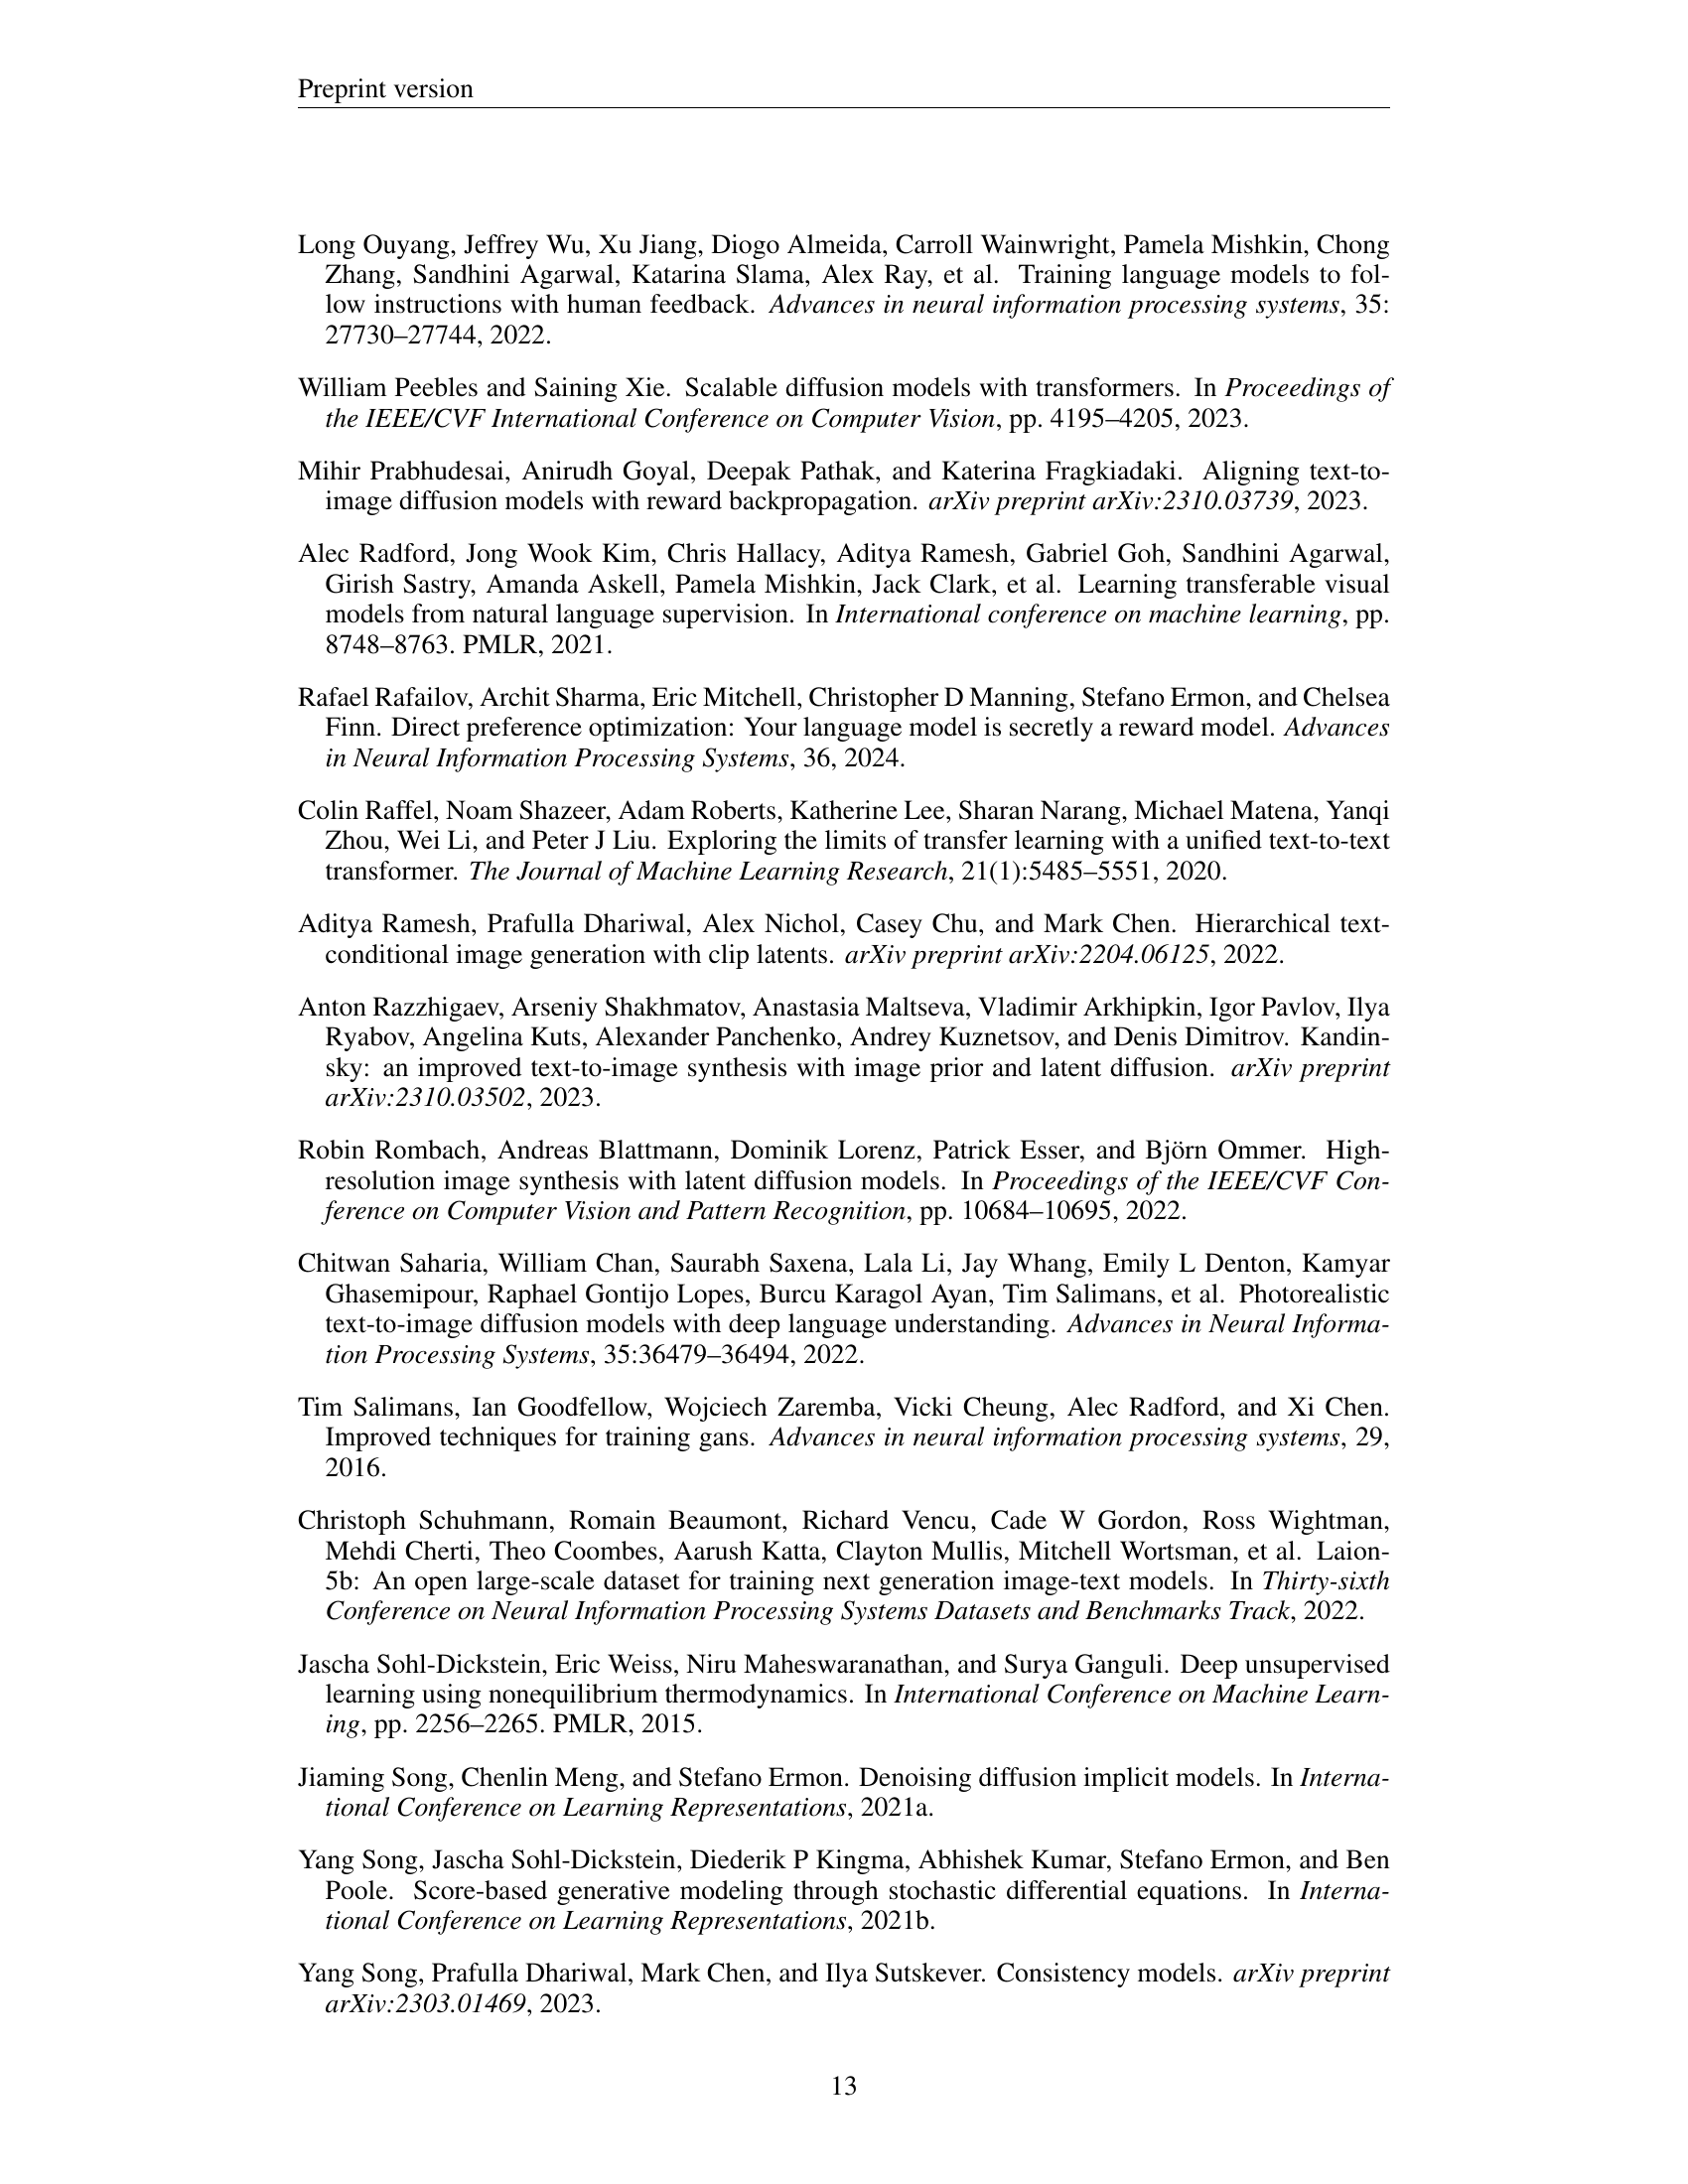 Preprint version
Long Ouyang, Jeffrey Wu, Xu Jiang, Diogo Almeida, Carroll Wainwright, Pamela Mishkin, Chong
Zhang, Sandhini Agarwal, Katarina Slama, Alex Ray, et al. Training language models to fol-
low instructions with human feedback. Advances in neural information processing systems, 35:
27730–27744, 2022.
William Peebles and Saining Xie. Scalable diffusion models with transformers. In Proceedings of
the IEEE/CVF International Conference on Computer Vision, pp. 4195–4205, 2023.
Mihir Prabhudesai, Anirudh Goyal, Deepak Pathak, and Katerina Fragkiadaki. Aligning text-to-
image diffusion models with reward backpropagation. arXiv preprint arXiv:2310.03739, 2023.
Alec Radford, Jong Wook Kim, Chris Hallacy, Aditya Ramesh, Gabriel Goh, Sandhini Agarwal,
Girish Sastry, Amanda Askell, Pamela Mishkin, Jack Clark, et al. Learning transferable visual
models from natural language supervision. In International conference on machine learning, pp.
8748–8763. PMLR, 2021.
Rafael Rafailov, Archit Sharma, Eric Mitchell, Christopher D Manning, Stefano Ermon, and Chelsea
Finn. Direct preference optimization: Your language model is secretly a reward model. Advances
in Neural Information Processing Systems, 36, 2024.
Colin Raffel, Noam Shazeer, Adam Roberts, Katherine Lee, Sharan Narang, Michael Matena, Yanqi
Zhou, Wei Li, and Peter J Liu. Exploring the limits of transfer learning with a unified text-to-text
transformer. The Journal of Machine Learning Research, 21(1):5485–5551, 2020.
Aditya Ramesh, Prafulla Dhariwal, Alex Nichol, Casey Chu, and Mark Chen. Hierarchical text-
conditional image generation with clip latents. arXiv preprint arXiv:2204.06125, 2022.
Anton Razzhigaev, Arseniy Shakhmatov, Anastasia Maltseva, Vladimir Arkhipkin, Igor Pavlov, Ilya
Ryabov, Angelina Kuts, Alexander Panchenko, Andrey Kuznetsov, and Denis Dimitrov. Kandin-
sky: an improved text-to-image synthesis with image prior and latent diffusion. arXiv preprint
arXiv:2310.03502, 2023.
Robin Rombach, Andreas Blattmann, Dominik Lorenz, Patrick Esser, and Björn Ommer. High-
resolution image synthesis with latent diffusion models. In Proceedings of the IEEE/CVF Con-
ference on Computer Vision and Pattern Recognition, pp. 10684–10695, 2022.
Chitwan Saharia, William Chan, Saurabh Saxena, Lala Li, Jay Whang, Emily L Denton, Kamyar
Ghasemipour, Raphael Gontijo Lopes, Burcu Karagol Ayan, Tim Salimans, et al. Photorealistic
text-to-image diffusion models with deep language understanding. Advances in Neural Informa-
tion Processing Systems, 35:36479–36494, 2022.
Tim Salimans, Ian Goodfellow, Wojciech Zaremba, Vicki Cheung, Alec Radford, and Xi Chen.
Improved techniques for training gans. Advances in neural information processing systems, 29,
2016.
Christoph Schuhmann, Romain Beaumont, Richard Vencu, Cade W Gordon, Ross Wightman,
Mehdi Cherti, Theo Coombes, Aarush Katta, Clayton Mullis, Mitchell Wortsman, et al. Laion-
5b: An open large-scale dataset for training next generation image-text models. In Thirty-sixth
Conference on Neural Information Processing Systems Datasets and Benchmarks Track, 2022.
Jascha Sohl-Dickstein, Eric Weiss, Niru Maheswaranathan, and Surya Ganguli. Deep unsupervised
learning using nonequilibrium thermodynamics. In International Conference on Machine Learn-
ing, pp. 2256–2265. PMLR, 2015.
Jiaming Song, Chenlin Meng, and Stefano Ermon. Denoising diffusion implicit models. In Interna-
tional Conference on Learning Representations, 2021a.
Yang Song, Jascha Sohl-Dickstein, Diederik P Kingma, Abhishek Kumar, Stefano Ermon, and Ben
Poole. Score-based generative modeling through stochastic differential equations. In Interna-
tional Conference on Learning Representations, 2021b.
Yang Song, Prafulla Dhariwal, Mark Chen, and Ilya Sutskever. Consistency models. arXiv preprint
arXiv:2303.01469, 2023.
13